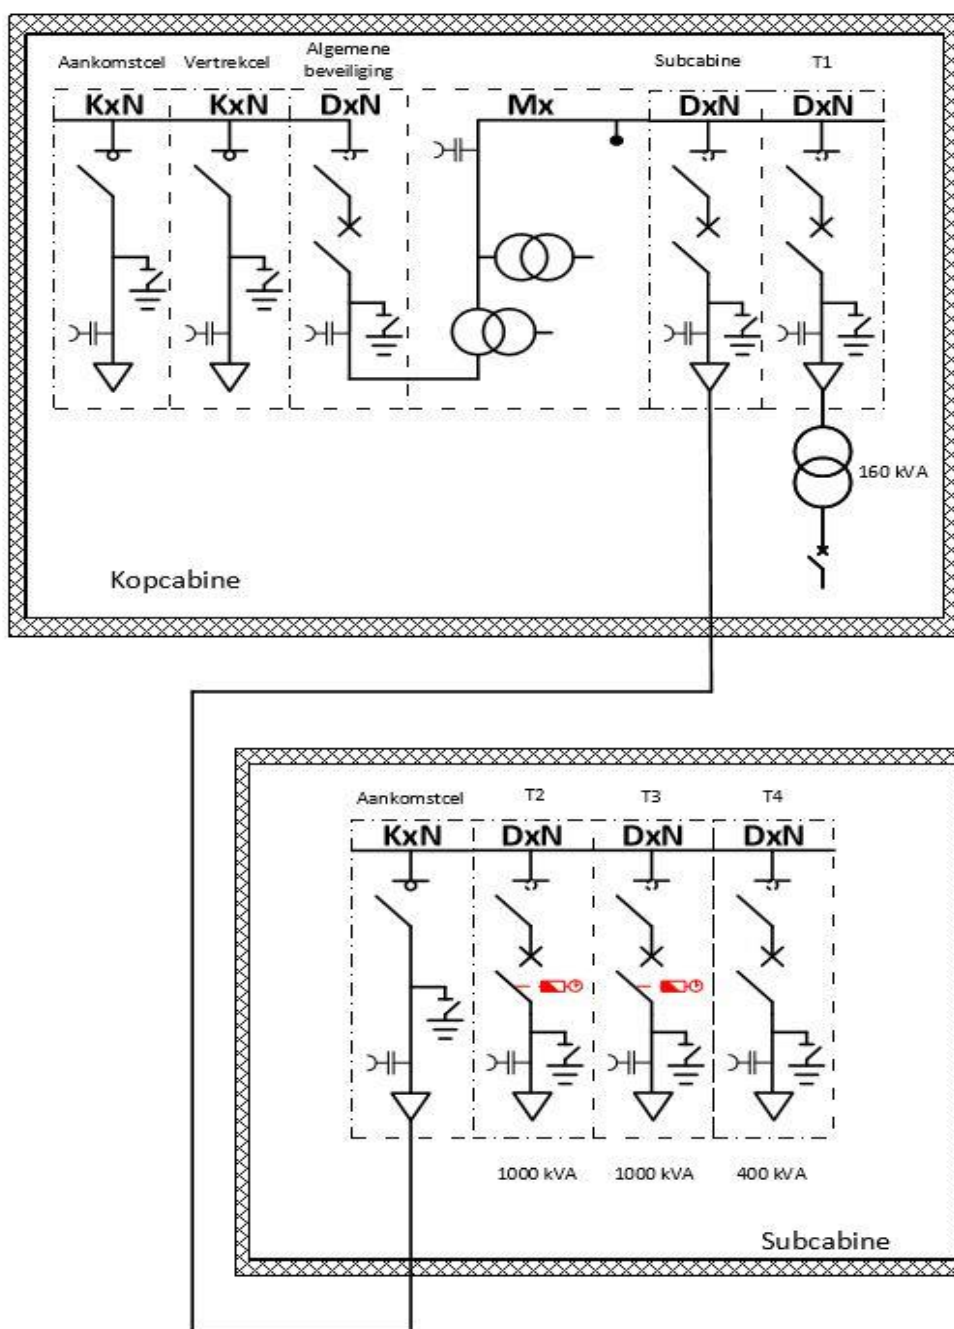 Aankomstcel Vertrekcel Algemene beveiliging Subcabine T1
KxN KxN DxN Mx DxN DxN
160 kVA
Kopcabine
Aankomstcel T2 T3 T4
KxN DxN DxN DxN
1000 kVA 1000 kVA 400 kVA
Subcabine